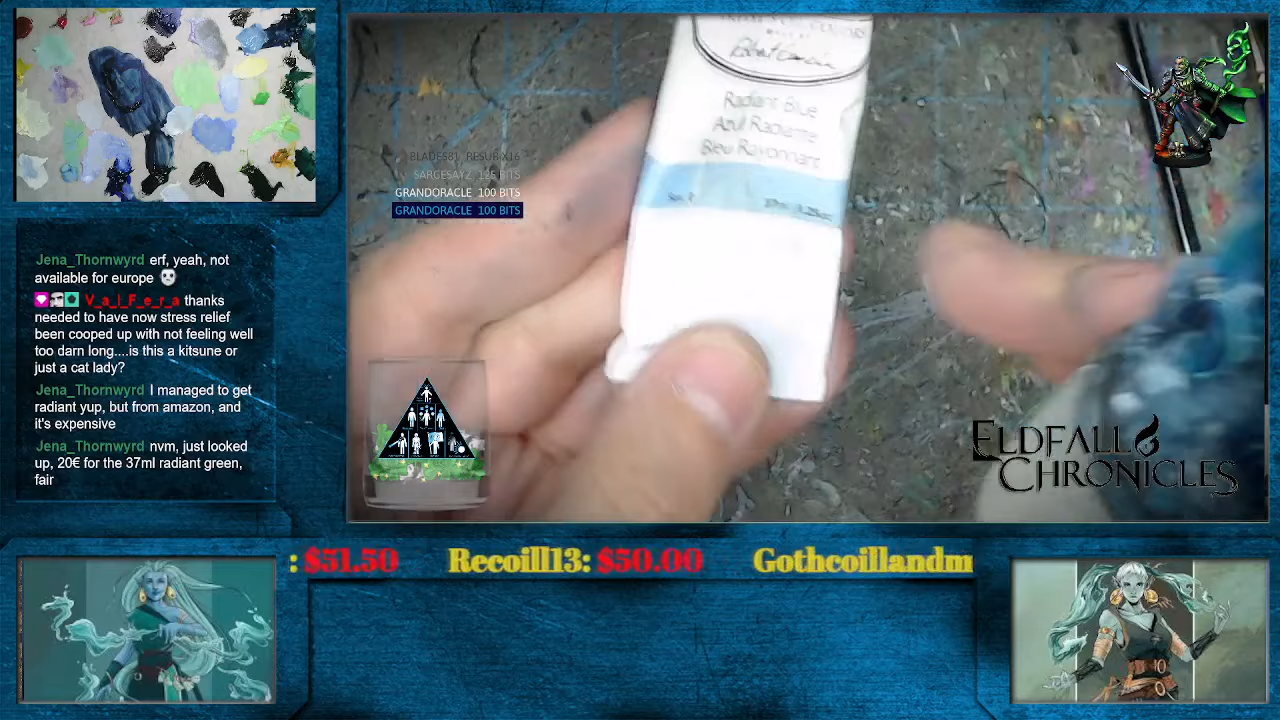 Radiant Blue
Azul Radiante
Bleu Rayonnant
BLADES81 RESUB X16
SARGESAYZ 125 BITS
GRANDORACLE 100 BITS
GRANDORACLE 100 BITS
Jena_Thornwyrd erf, yeah, not
available for europe
V_a_l_F_e_r_a thanks
needed to have now stress relief
been cooped up with not feeling well
too darn long....is this a kitsune or
just a cat lady?
Jena_Thornwyrd I managed to get
radiant yup, but from amazon, and
it's expensive
Jena_Thornwyrd nvm, just looked
up, 20€ for the 37ml radiant green,
fair
ELDFALL
CHRONICLES
: $51.50 Recoill13: $50.00 Gothcoillandm